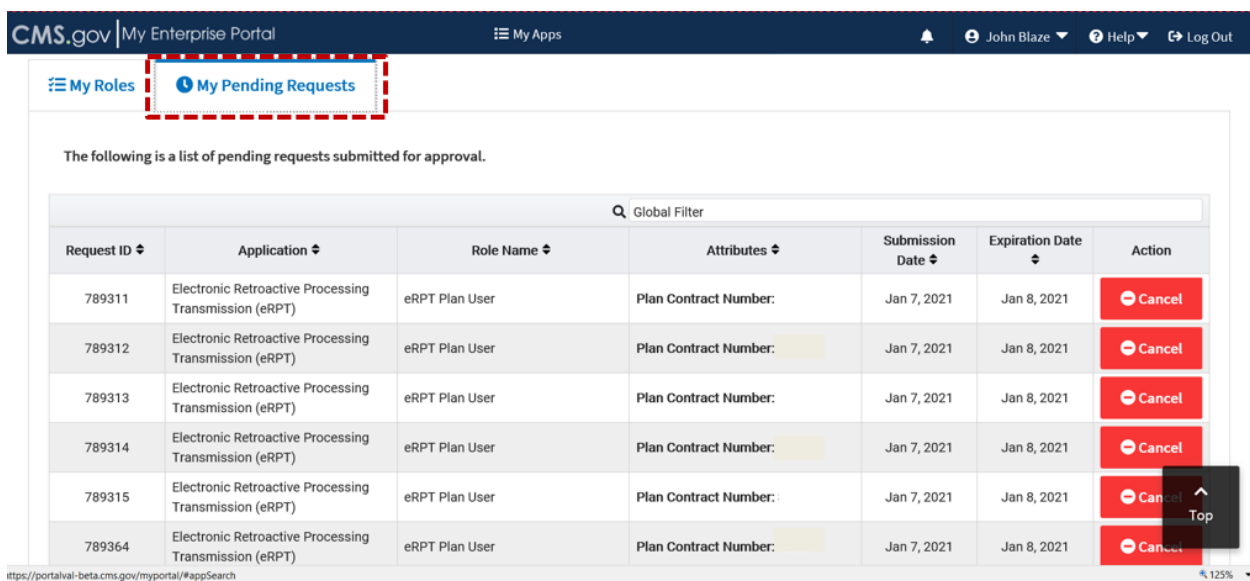 CMS.gov My Enterprise Portal My Apps John Blaze Help Log Out
My Roles My Pending Requests
The following is a list of pending requests submitted for approval.
Global Filter
Request ID Application Role Name Attributes Submission Date Expiration Date Action
789311 Electronic Retroactive Processing Transmission (eRPT) eRPT Plan User Plan Contract Number: Jan 7, 2021 Jan 8, 2021 Cancel
789312 Electronic Retroactive Processing Transmission (eRPT) eRPT Plan User Plan Contract Number: Jan 7, 2021 Jan 8, 2021 Cancel
789313 Electronic Retroactive Processing Transmission (eRPT) eRPT Plan User Plan Contract Number: Jan 7, 2021 Jan 8, 2021 Cancel
789314 Electronic Retroactive Processing Transmission (eRPT) eRPT Plan User Plan Contract Number: Jan 7, 2021 Jan 8, 2021 Cancel
789315 Electronic Retroactive Processing Transmission (eRPT) eRPT Plan User Plan Contract Number: Jan 7, 2021 Jan 8, 2021 Cancel
Top
789364 Electronic Retroactive Processing Transmission (eRPT) eRPT Plan User Plan Contract Number: Jan 7, 2021 Jan 8, 2021 Cancel
ttps://portalval-beta.cms.gov/myportal/#appSearch 125%